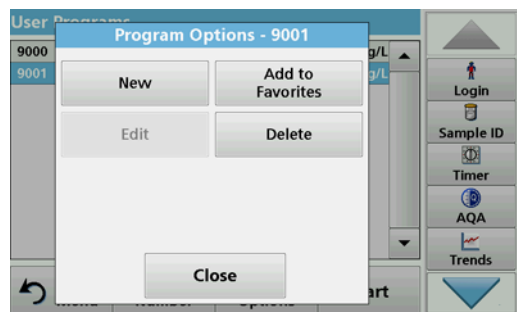 User Programs
Program Options - 9001
9000
g/L
9001
g/L
New
Add to
Favorites
Edit
Delete
Close
Login
Sample ID
Timer
AQA
Trends